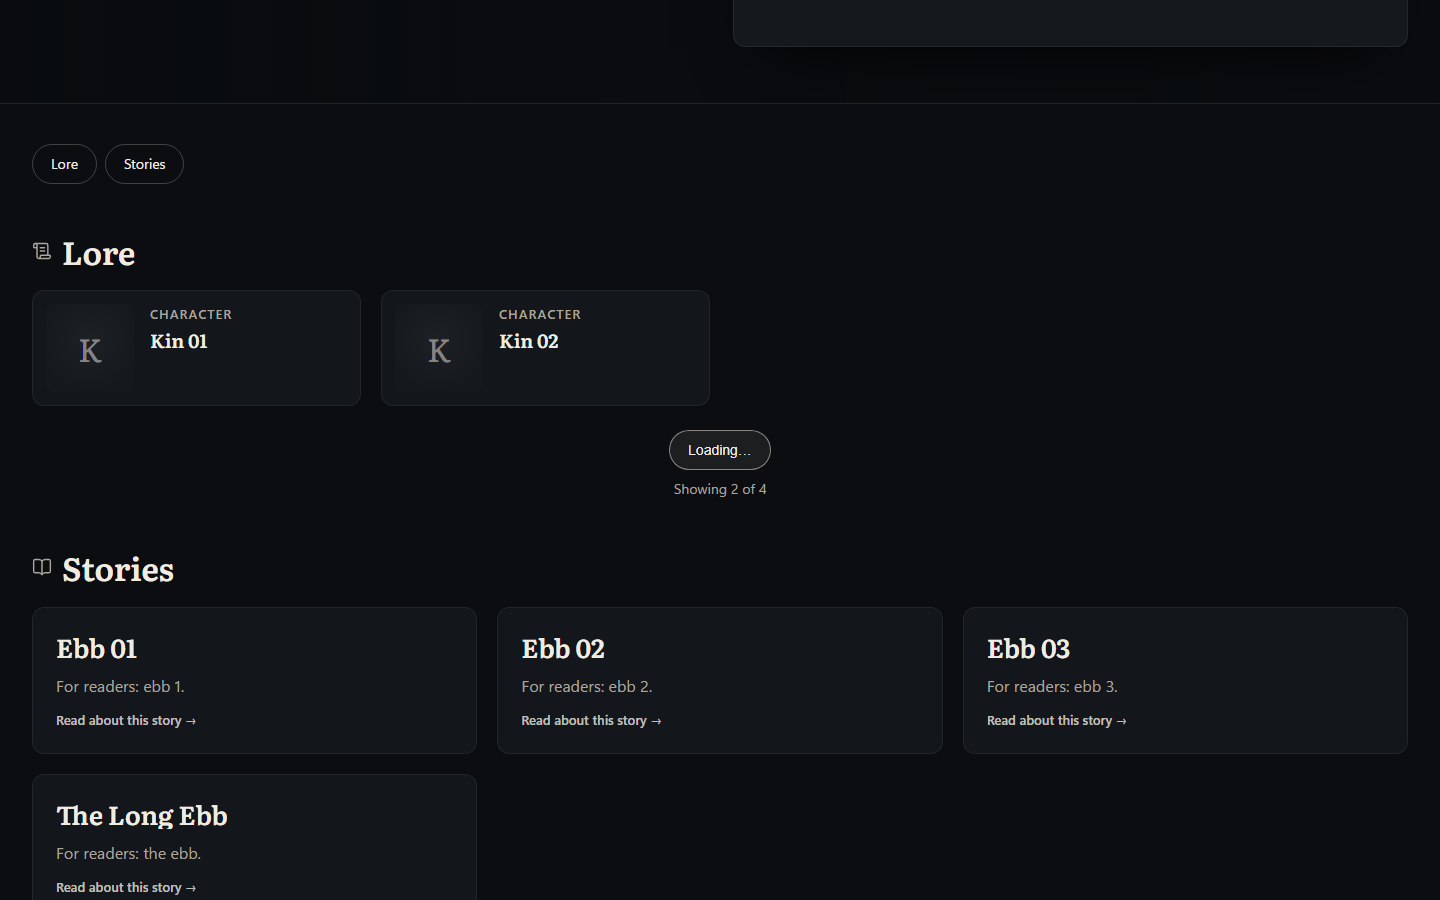 Lore
Stories
Lore
K
CHARACTER
Kin 01
K
CHARACTER
Kin 02
Loading...
Showing 2 of 4
Stories
Ebb 01
For readers: ebb 1.
Read about this story →
Ebb 02
For readers: ebb 2.
Read about this story →
Ebb 03
For readers: ebb 3.
Read about this story →
The Long Ebb
For readers: the ebb.
Read about this story →